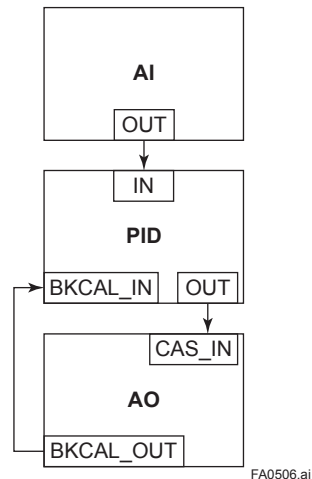 AI
OUT
IN
PID
BKCAL_IN OUT
CAS_IN
AO
BKCAL_OUT
FA0506.ai